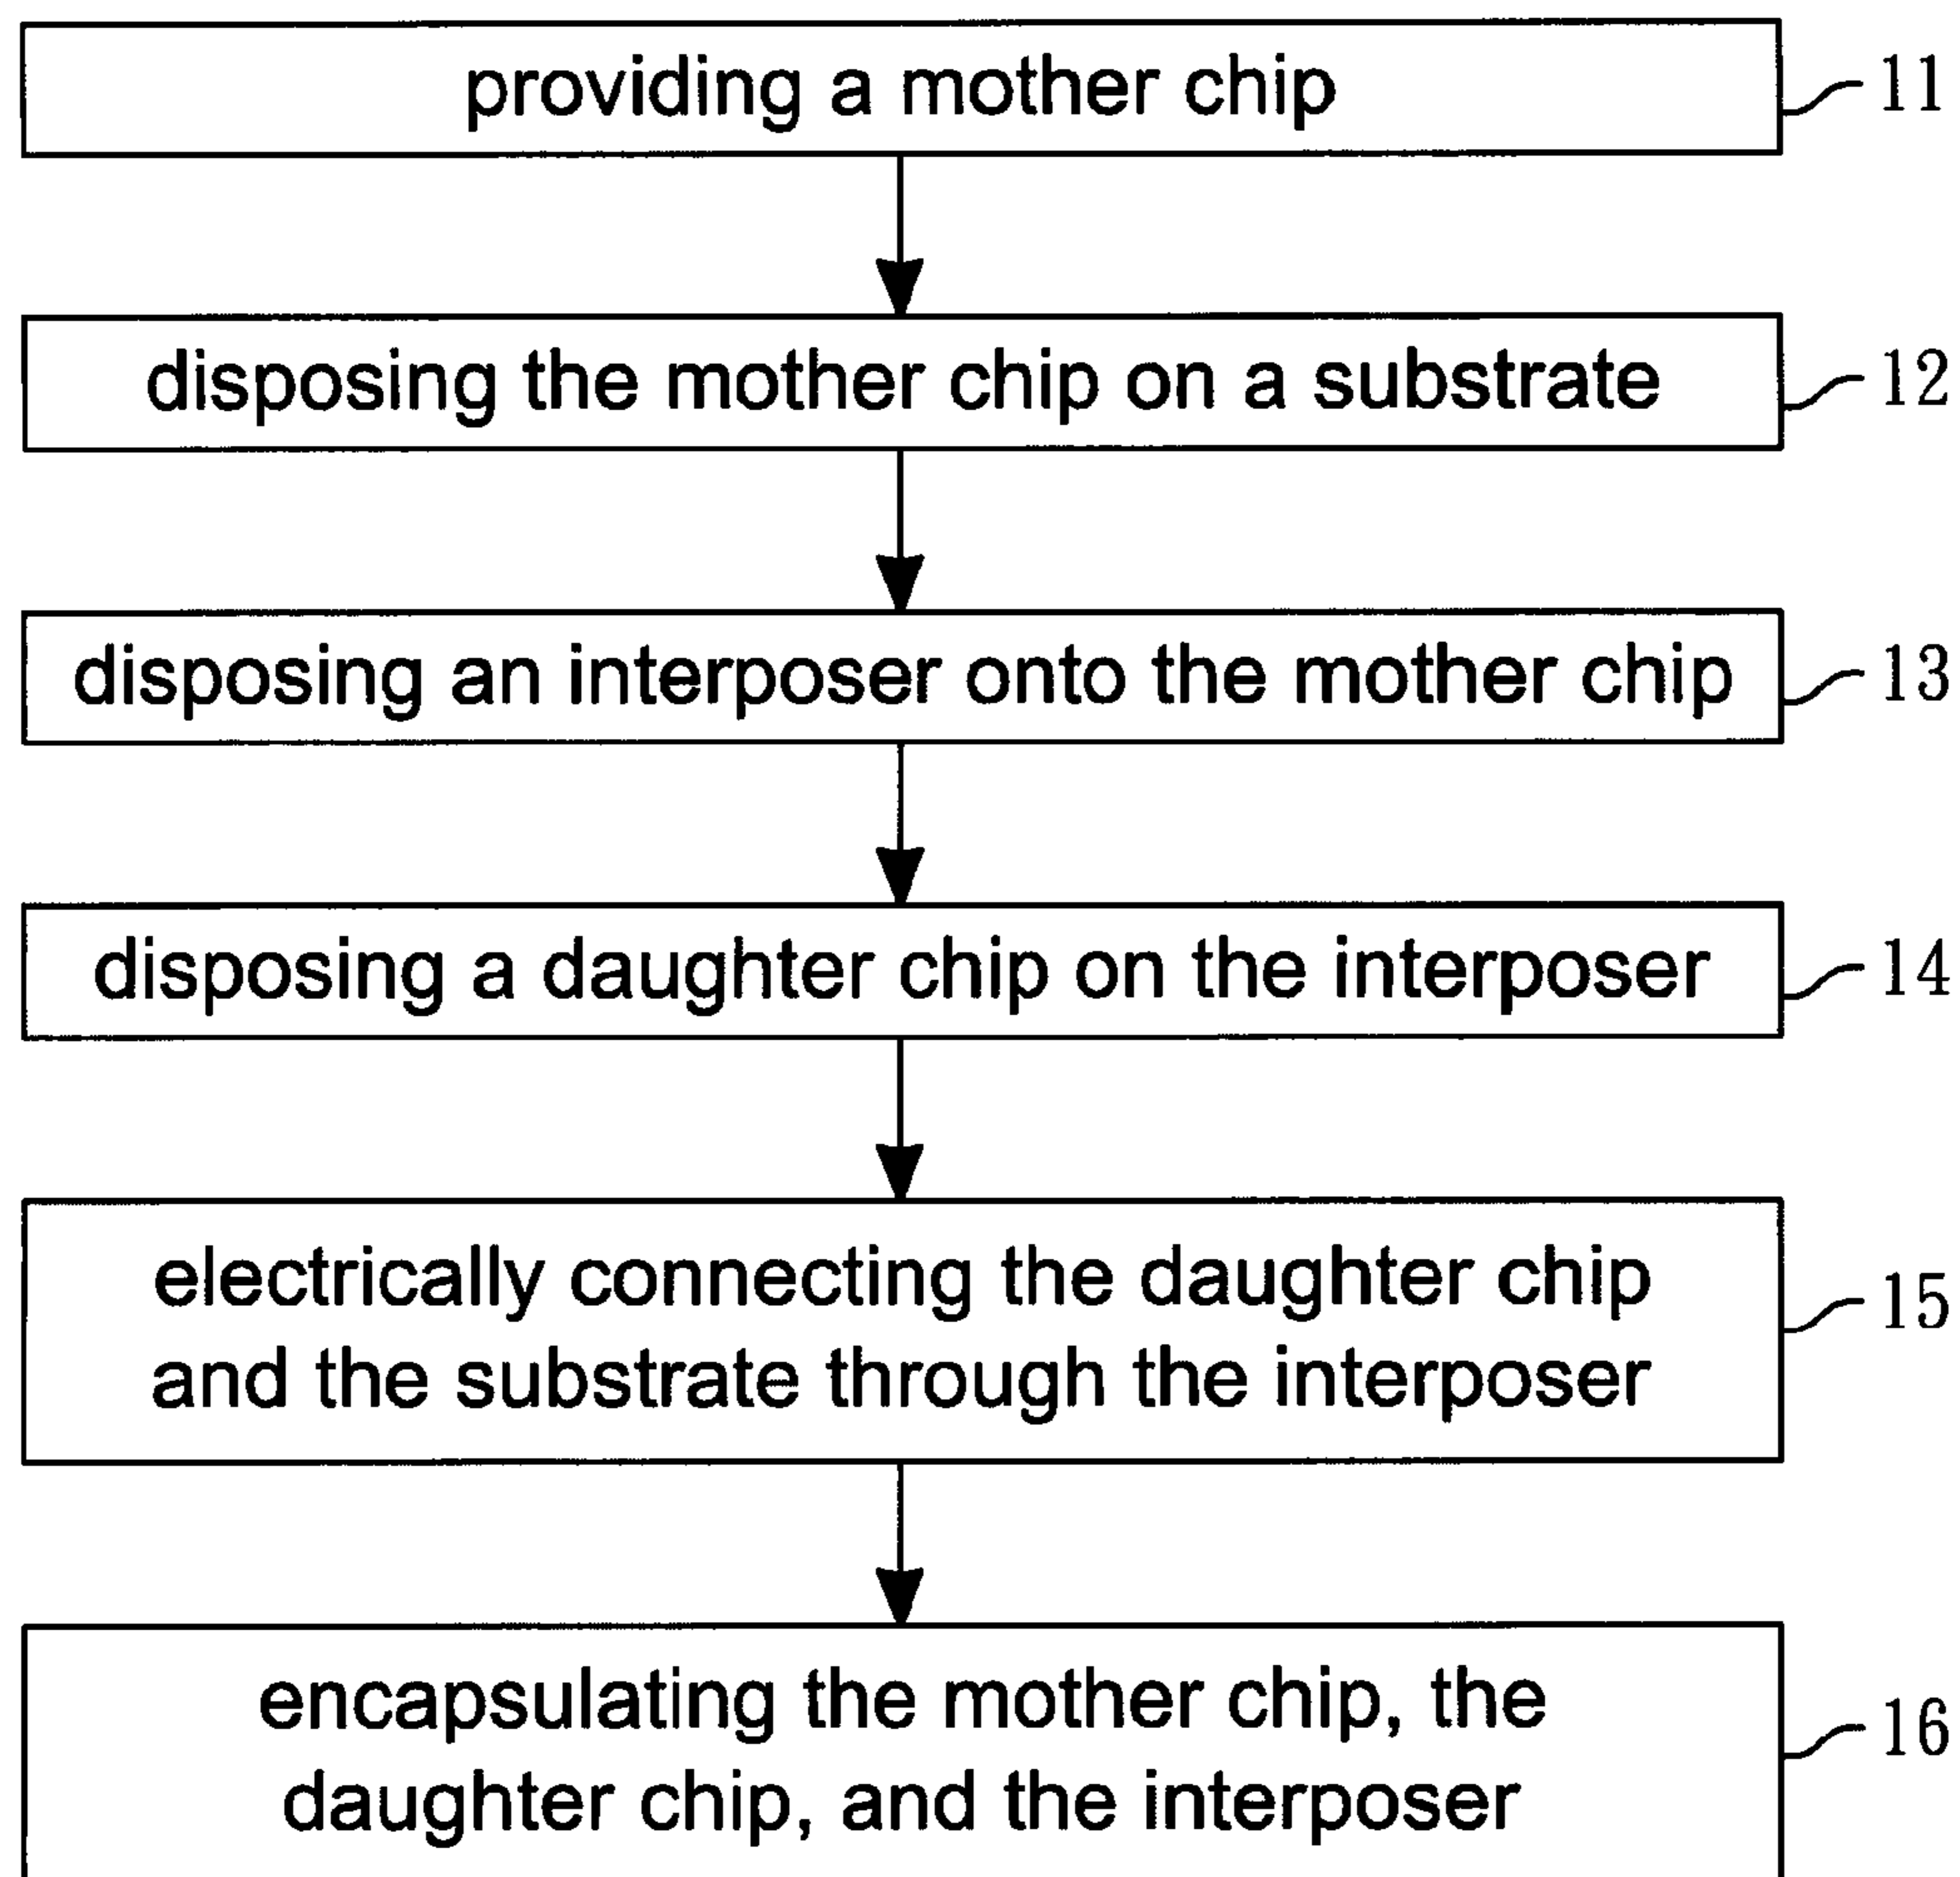 providing a mother chip
11
disposing the mother chip on a substrate
12
disposing an interposer onto the mother chip
13
disposing a daughter chip on the interposer
14
electrically connecting the daughter chip
and the substrate through the interposer
15
encapsulating the mother chip, the
daughter chip, and the interposer
16